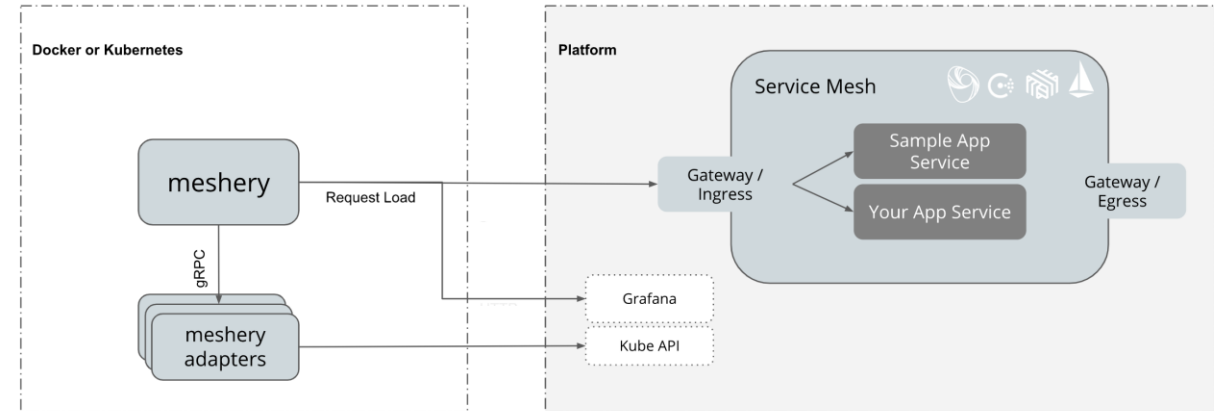 Docker or Kubernetes
Platform
Service Mesh
Sample App
Service
meshery
Gateway /
Ingress
Gateway /
Egress
Request Load
Your App Service
gRPC
Grafana
meshery
adapters
Kube API